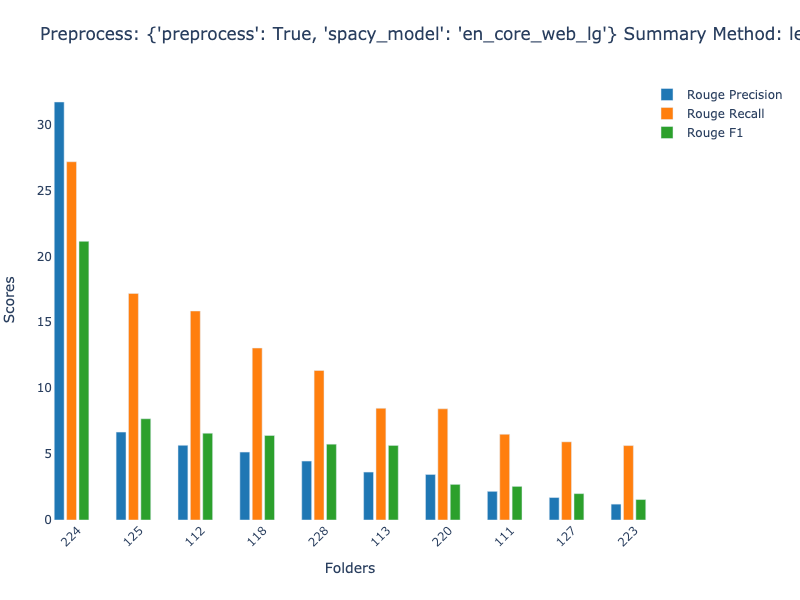 Preprocess: {'preprocess': True, 'spacy_model': 'en_core_web_lg'} Summary Method: le
Rouge Precision
Rouge Recall
Rouge F1
30
25
20
15
10
5
0
Scores
224 125 112 118 228 113 220 111 127 223
Folders